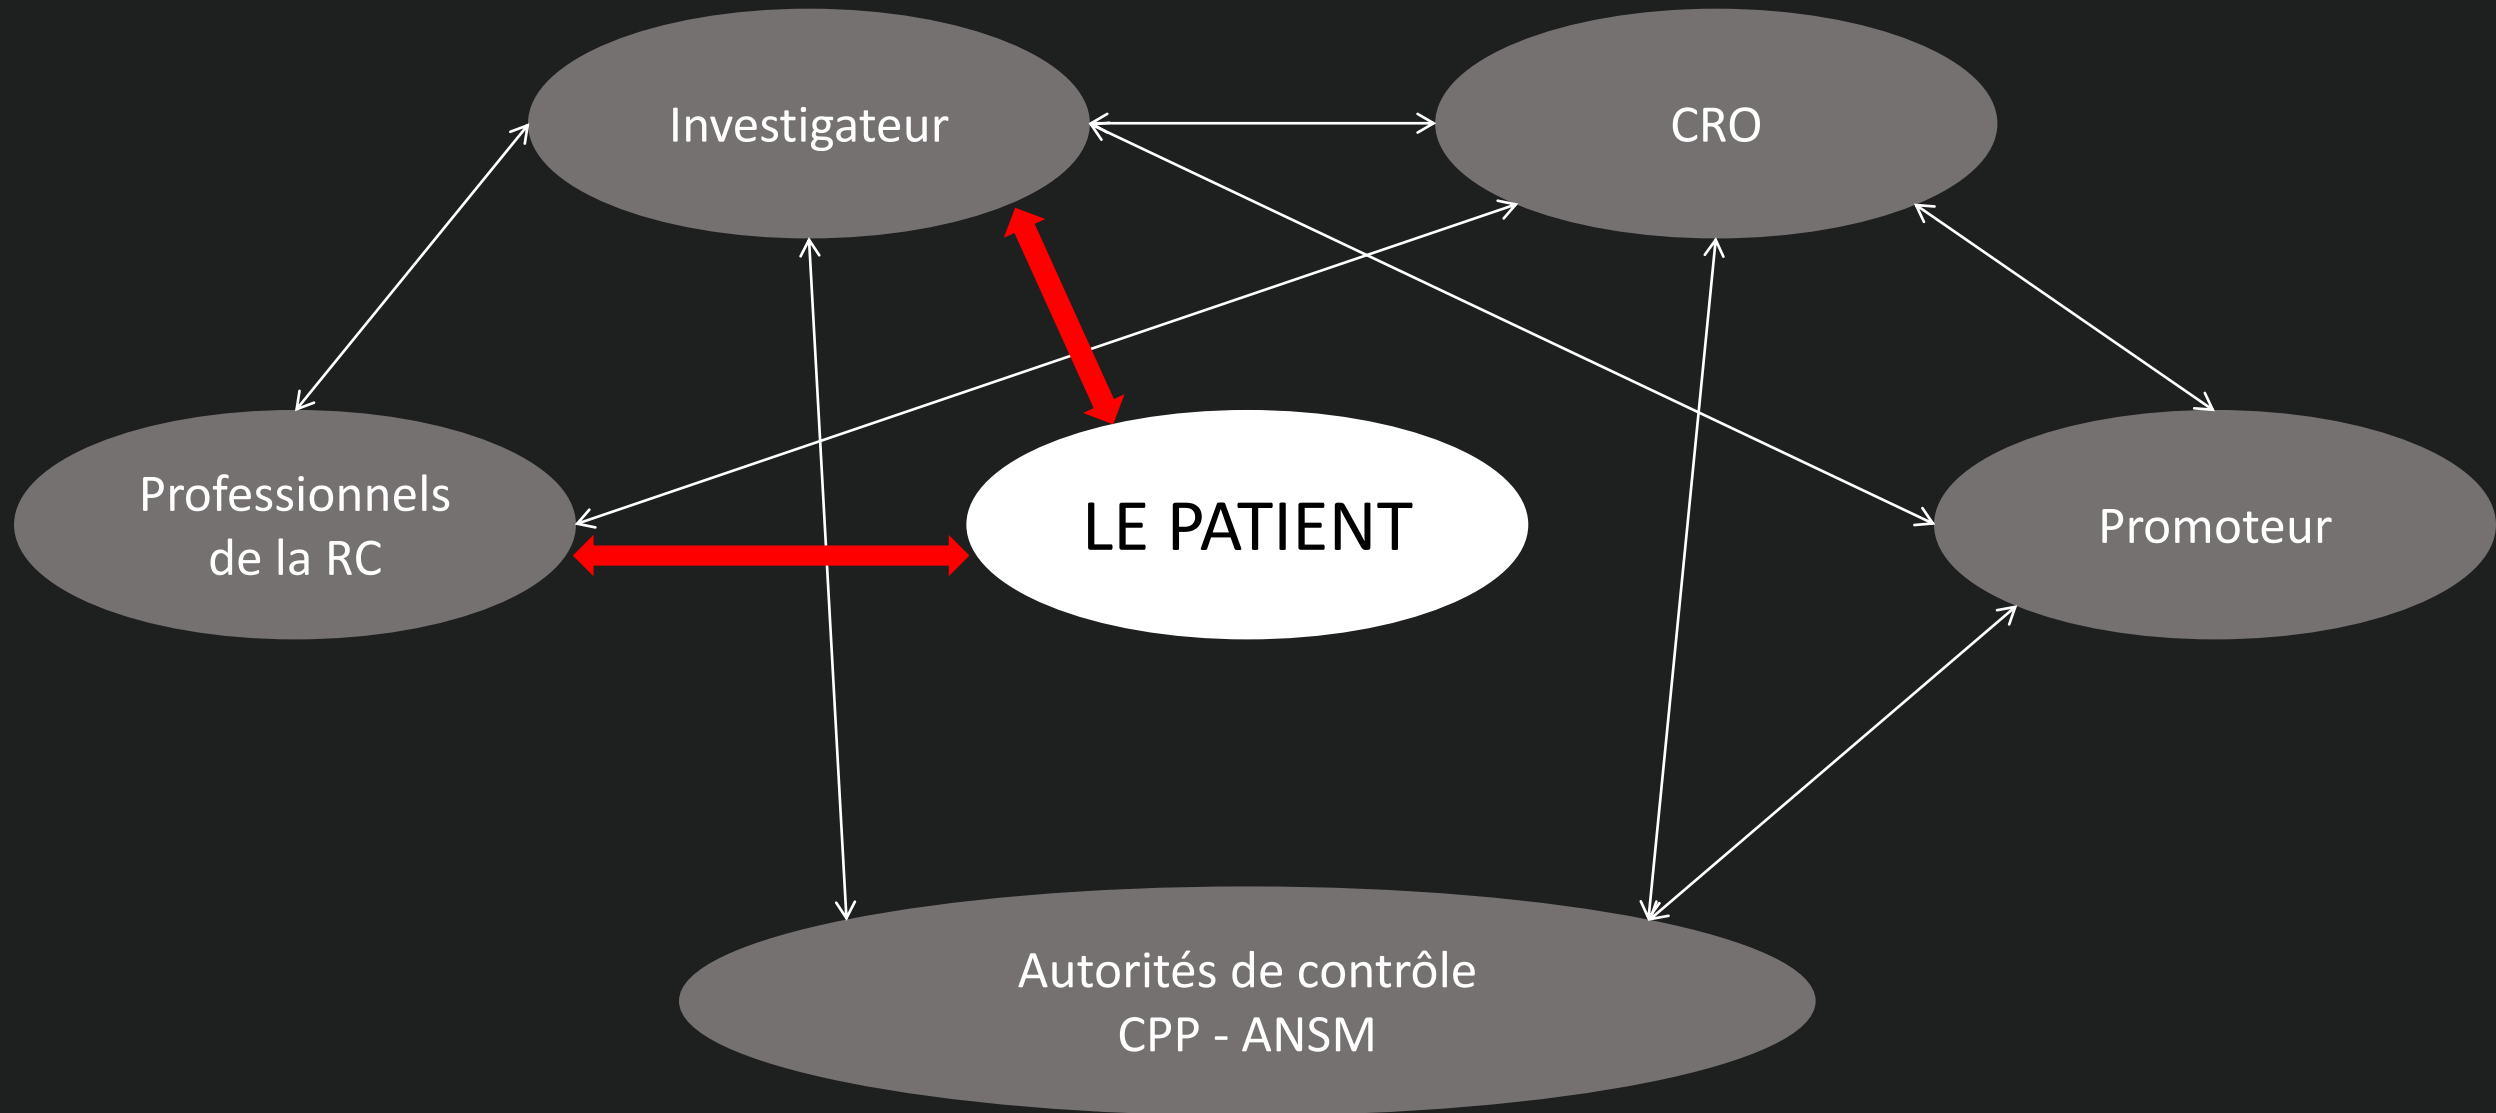 Investigateur
CRO
Professionnels
de la RC
LE PATIENT
Promoteur
Autorités de contrôle
CPP - ANSM